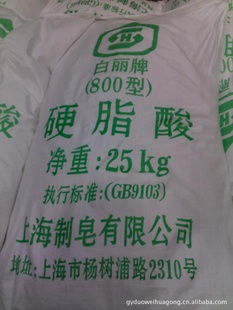 SHS
白丽牌
(800型)
硬脂酸
净重:25kg
执行标准:(GB9103)
上海制皂有限公司
地址:上海市杨树浦路2310号
gyduoweihuagong.cn.alibaba.com